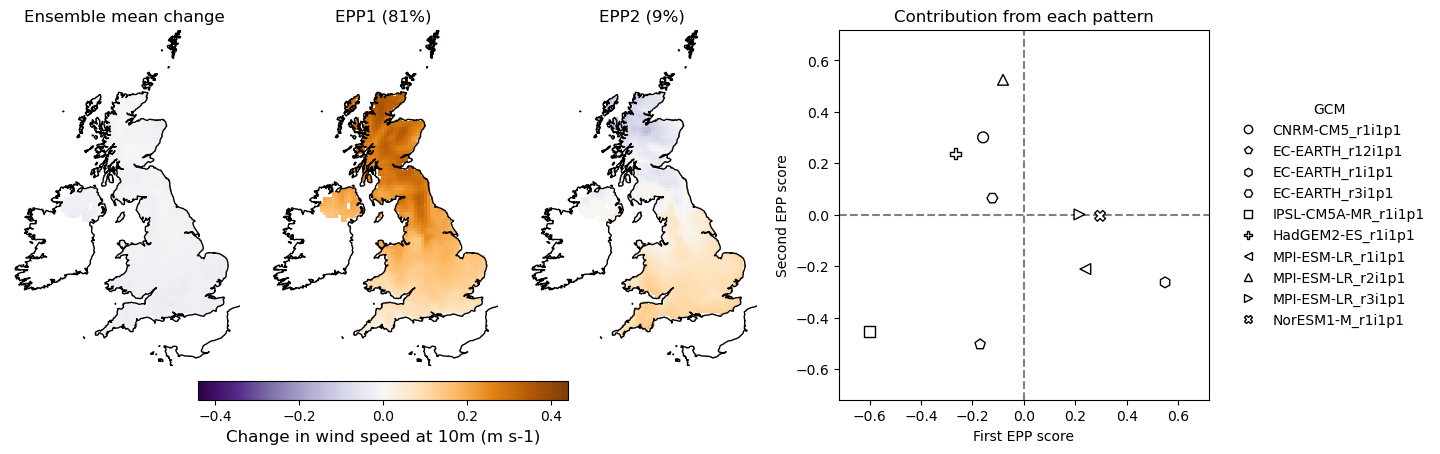 Ensemble mean change
EPP1 (81%)
EPP2 (9%)
−0.4 −0.2 0.0 0.2 0.4
Change in wind speed at 10m (m s-1)
Contribution from each pattern
Second EPP score
0.6
0.4
0.2
0.0
−0.2
−0.4
−0.6
−0.6 −0.4 −0.2 0.0 0.2 0.4 0.6
First EPP score
GCM
CNRM-CM5_r1i1p1
EC-EARTH_r12i1p1
EC-EARTH_r1i1p1
EC-EARTH_r3i1p1
IPSL-CM5A-MR_r1i1p1
HadGEM2-ES_r1i1p1
MPI-ESM-LR_r1i1p1
MPI-ESM-LR_r2i1p1
MPI-ESM-LR_r3i1p1
NorESM1-M_r1i1p1